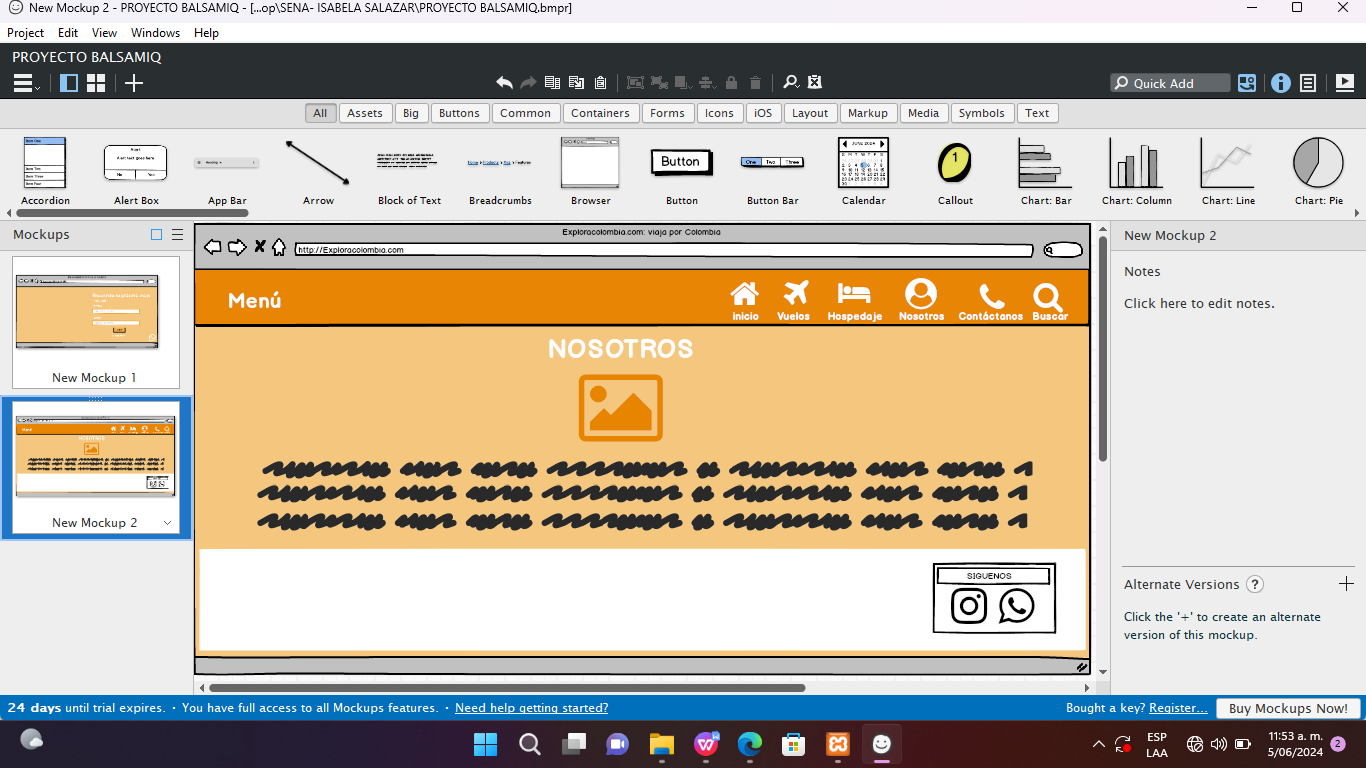 New Mockup 2 - PROYECTO BALSAMIQ - [...op\SENA- ISABELA SALAZAR\PROYECTO BALSAMIQ.bmpr]
Project Edit View Windows Help
PROYECTO BALSAMIQ
Quick Add
All Assets Big Buttons Common Containers Forms Icons iOS Layout Markup Media Symbols Text
Accordion Alert Box App Bar Arrow Block of Text Breadcrumbs Browser Button Button Bar Calendar Callout Chart: Bar Chart: Column Chart: Line Chart: Pie
Mockups
New Mockup 1
New Mockup 2
Exploracolombia.com: viaja por Colombia
http://Exploracolombia.com
Menú
Inicio Vuelos Hospedaje Nosotros Contáctanos Buscar
NOSOTROS
SIGUENOS
New Mockup 2
Notes
Click here to edit notes.
Alternate Versions ?
Click the '+' to create an alternate
version of this mockup.
24 days until trial expires. · You have full access to all Mockups features. · Need help getting started?
Bought a key? Register... Buy Mockups Now!
ESP
LAA
11:53 a. m.
5/06/2024
2